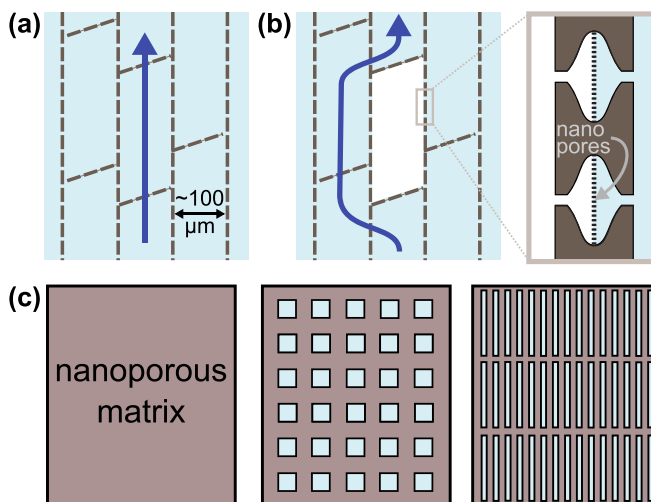 (a)
~100
μm
(b)
nano
pores
(c)
nanoporous
matrix